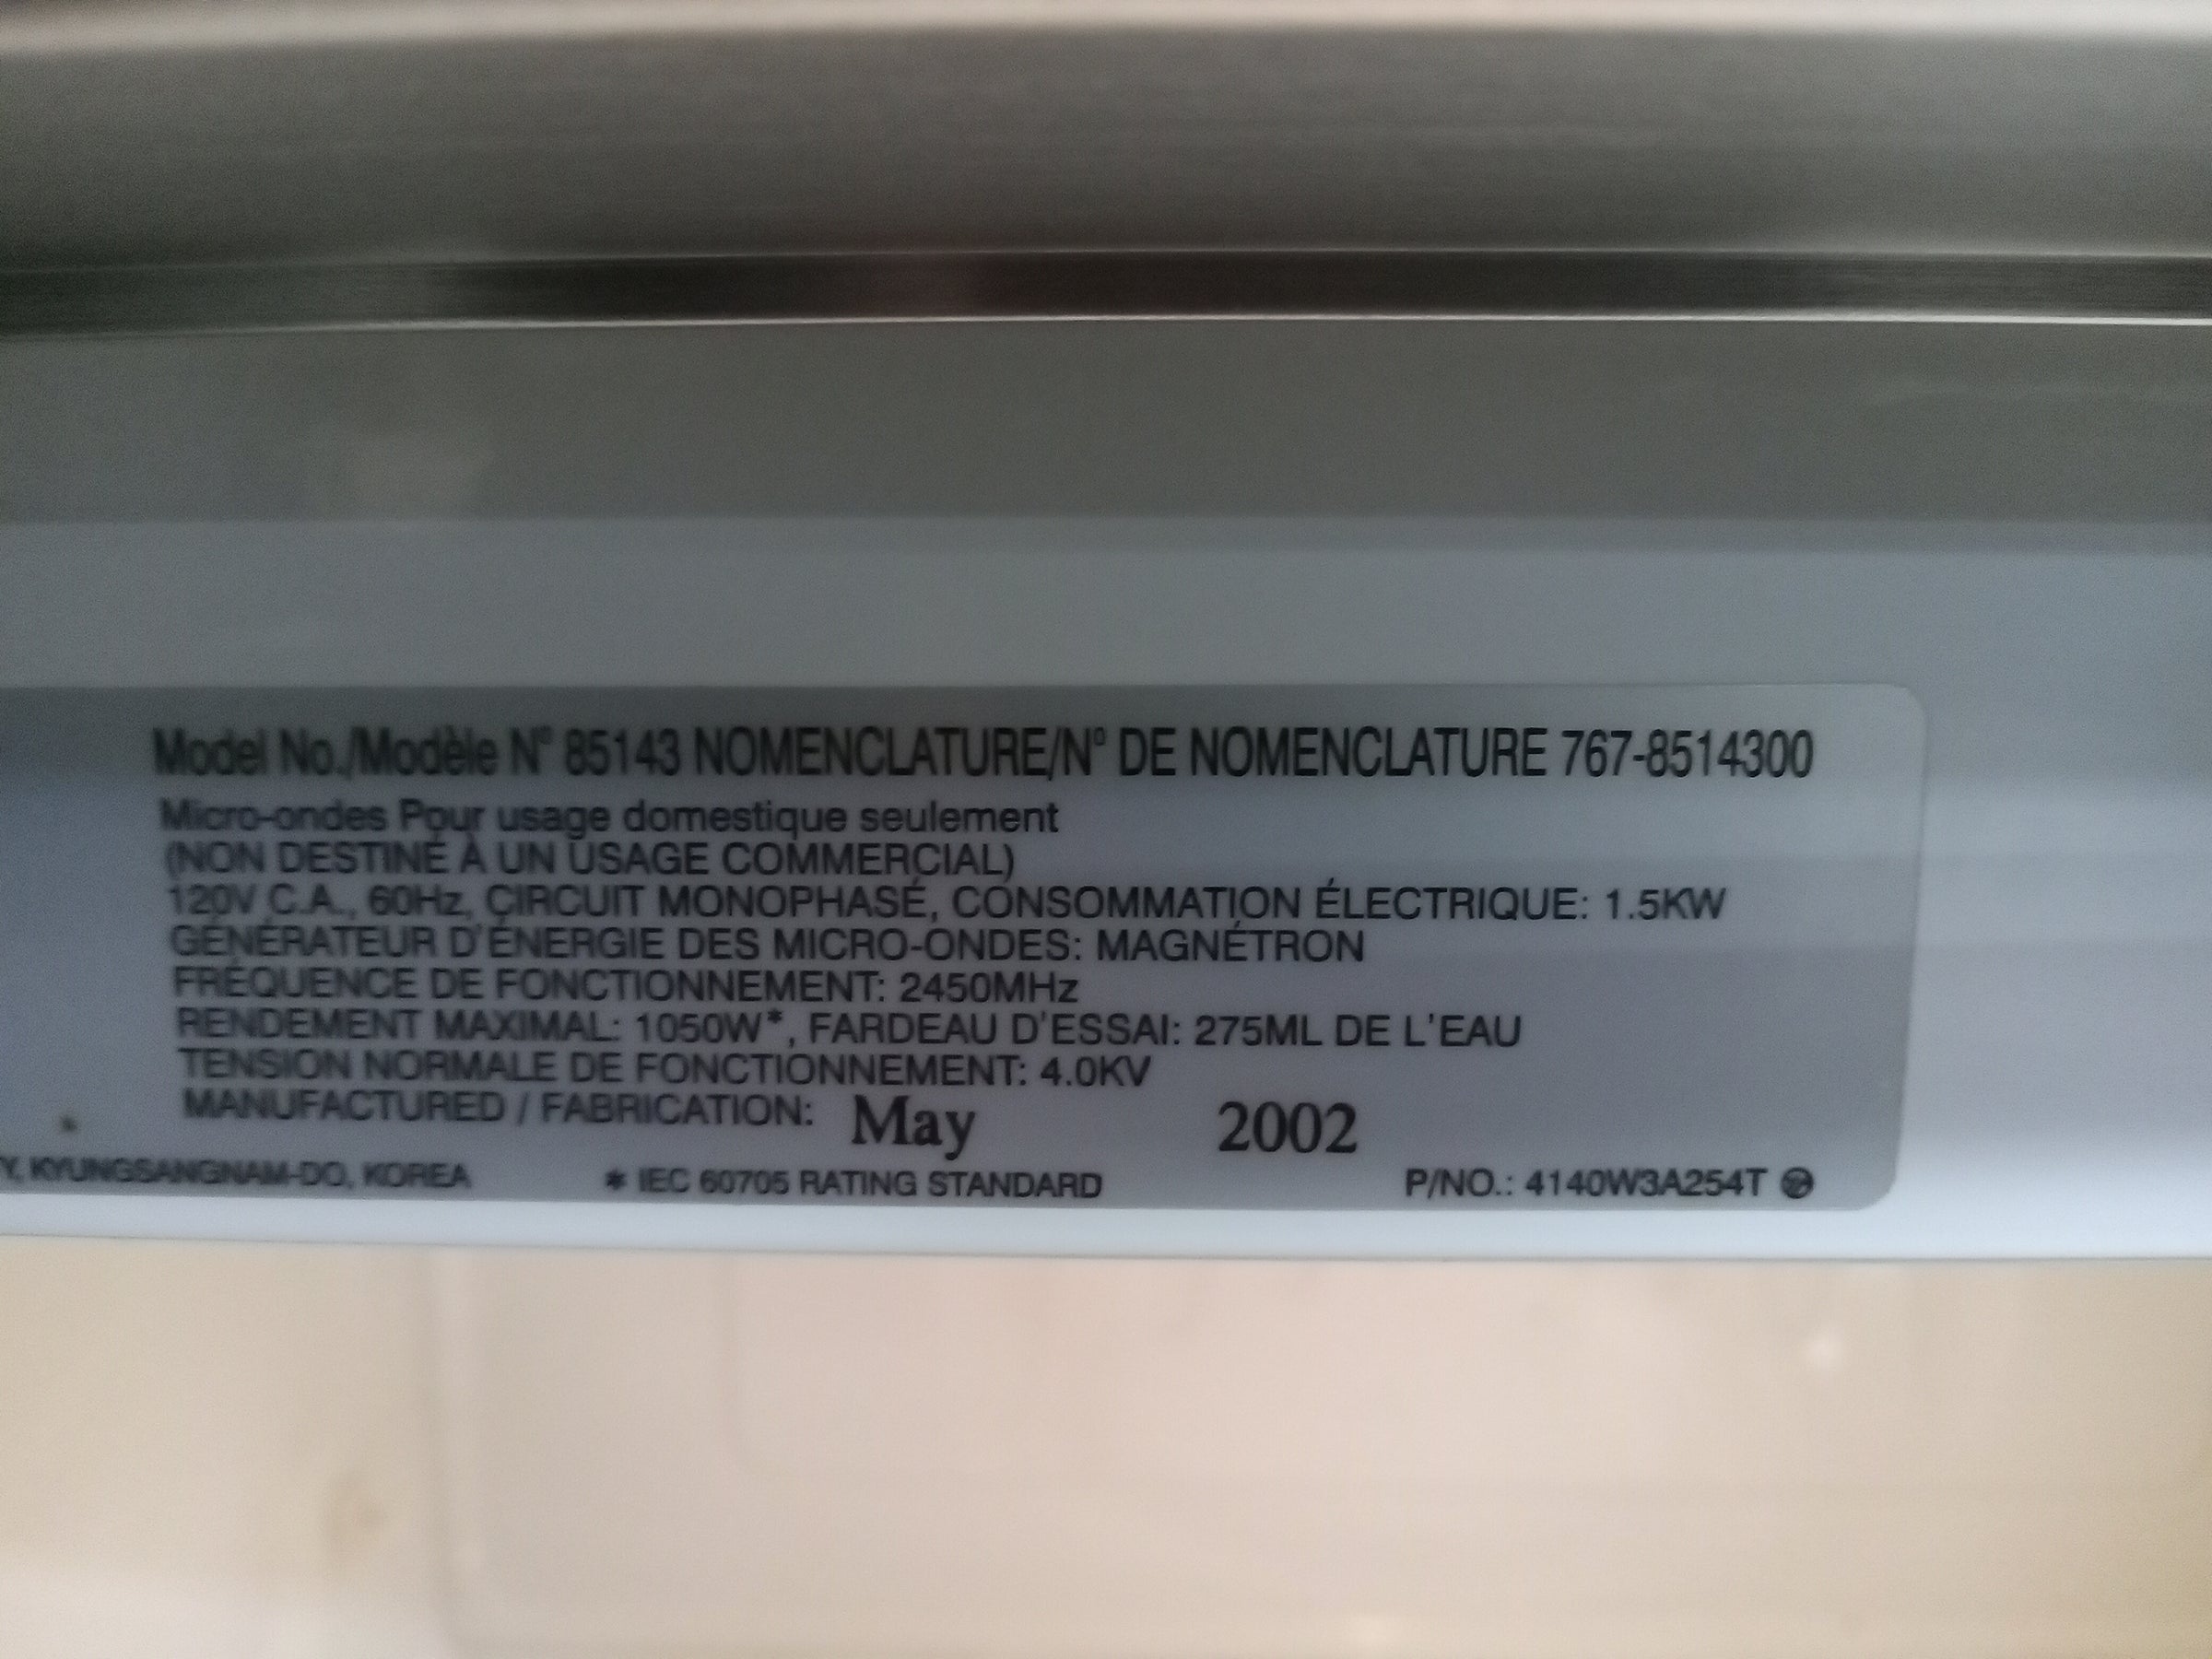 Model No./Modèle Nº 85143 NOMENCLATURE/Nº DE NOMENCLATURE 767-8514300
Micro-ondes Pour usage domestique seulement
(NON DESTINÉ À UN USAGE COMMERCIAL)
120V C.A., 60Hz, CIRCUIT MONOPHASÉ, CONSOMMATION ÉLECTRIQUE: 1.5KW
GÉNÉRATEUR D'ÉNERGIE DES MICRO-ONDES: MAGNÉTRON
FRÉQUENCE DE FONCTIONNEMENT: 2450MHz
RENDEMENT MAXIMAL: 1050W*, FARDEAU D'ESSAI: 275ML DE L'EAU
TENSION NORMALE DE FONCTIONNEMENT: 4.0KV
MANUFACTURED / FABRICATION: May 2002
Y, KYUNGSANGNAM-DO, KOREA * IEC 60705 RATING STANDARD P/NO.: 4140W3A254T